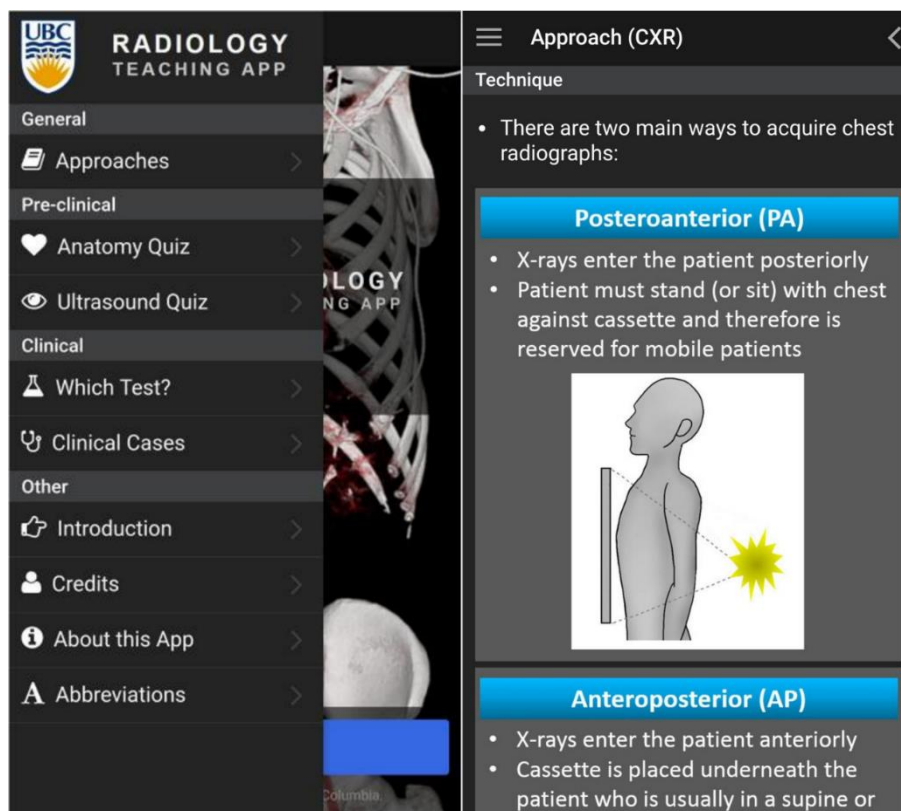 UBC
RADIOLOGY
TEACHING APP
General
Approaches
Pre-clinical
Anatomy Quiz
Ultrasound Quiz
Clinical
Which Test?
Clinical Cases
Other
Introduction
Credits
About this App
A Abbreviations
OLOGY
NG APP
Columbia.
Approach (CXR)
Technique
• There are two main ways to acquire chest
radiographs:
Posteroanterior (PA)
• X-rays enter the patient posteriorly
• Patient must stand (or sit) with chest
against cassette and therefore is
reserved for mobile patients
Anteroposterior (AP)
• X-rays enter the patient anteriorly
• Cassette is placed underneath the
patient who is usually in a supine or